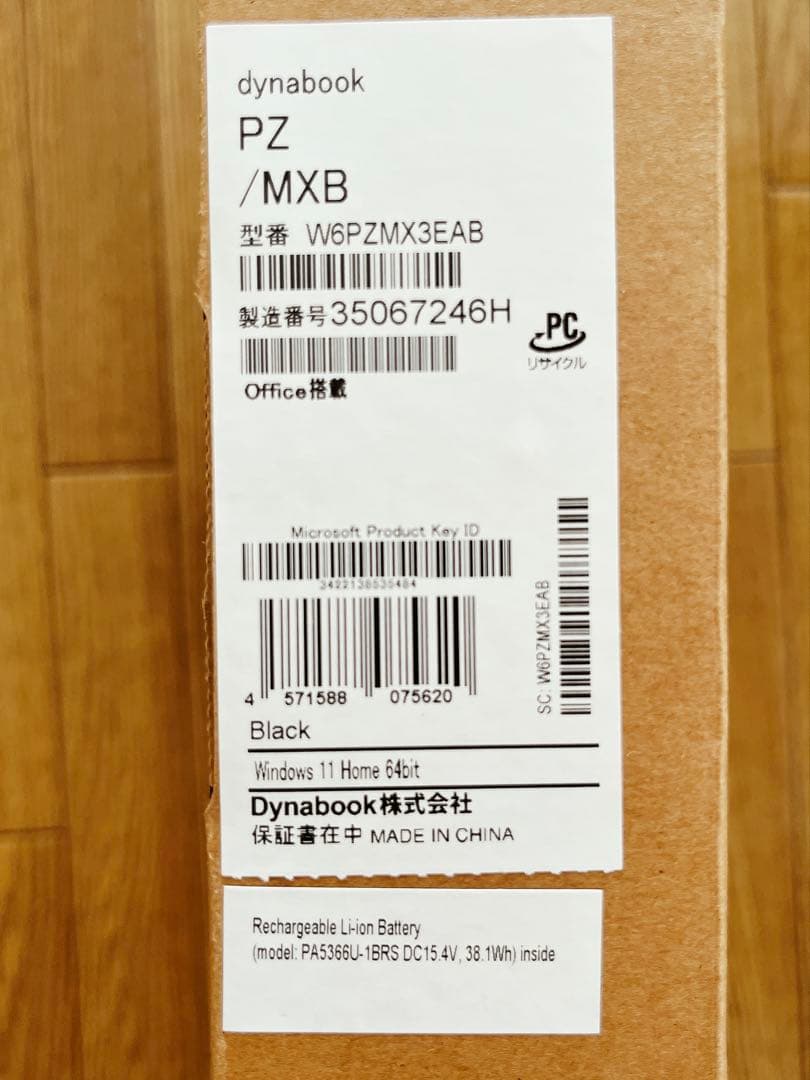 dynabook
PZ
/MXB
型番 W6PZMX3EAB
製造番号35067246H
PC
リサイクル
Office搭載
Microsoft Product Key ID
3422138535484
4 571588 075620
SC: W6PZMX3EAB
Black
Windows 11 Home 64bit
Dynabook株式会社
保証書在中 MADE IN CHINA
Rechargeable Li-ion Battery
(model: PA5366U-1BRS DC15.4V, 38.1Wh) inside